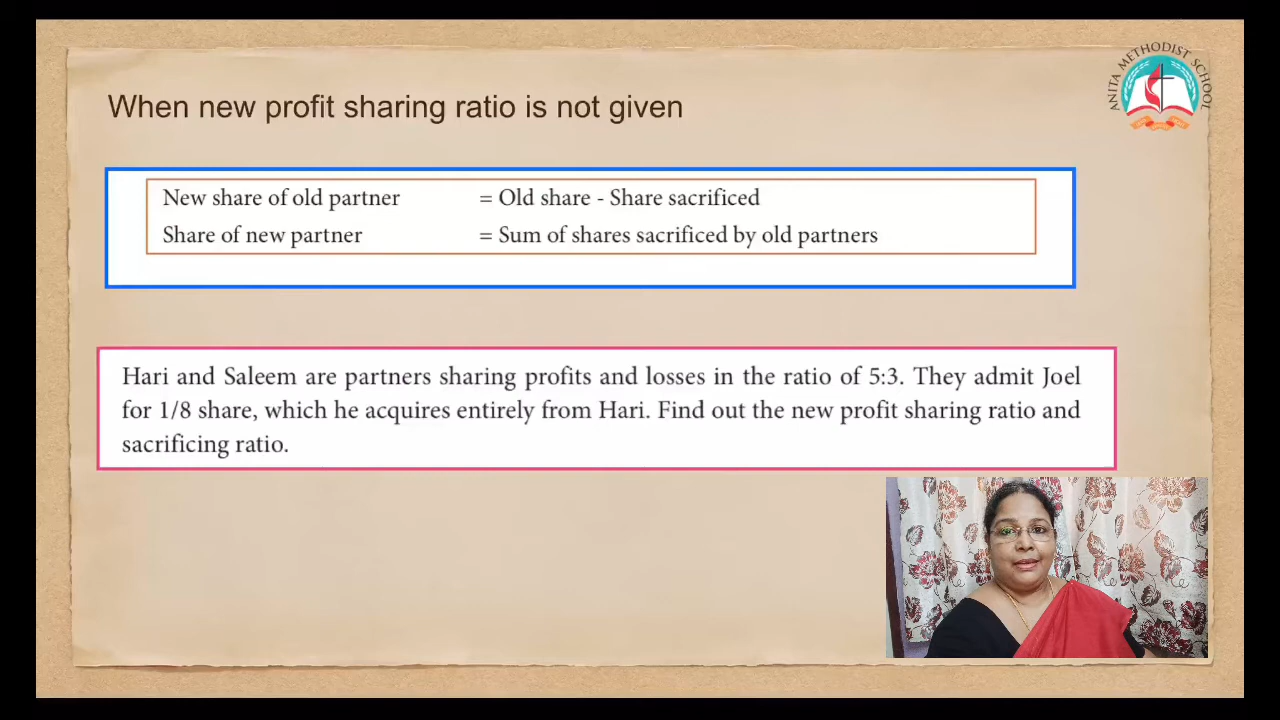 ANITA METHODIST SCHOOL
When new profit sharing ratio is not given
New share of old partner = Old share - Share sacrificed
Share of new partner = Sum of shares sacrificed by old partners
Hari and Saleem are partners sharing profits and losses in the ratio of 5:3. They admit Joel
for 1/8 share, which he acquires entirely from Hari. Find out the new profit sharing ratio and
sacrificing ratio.